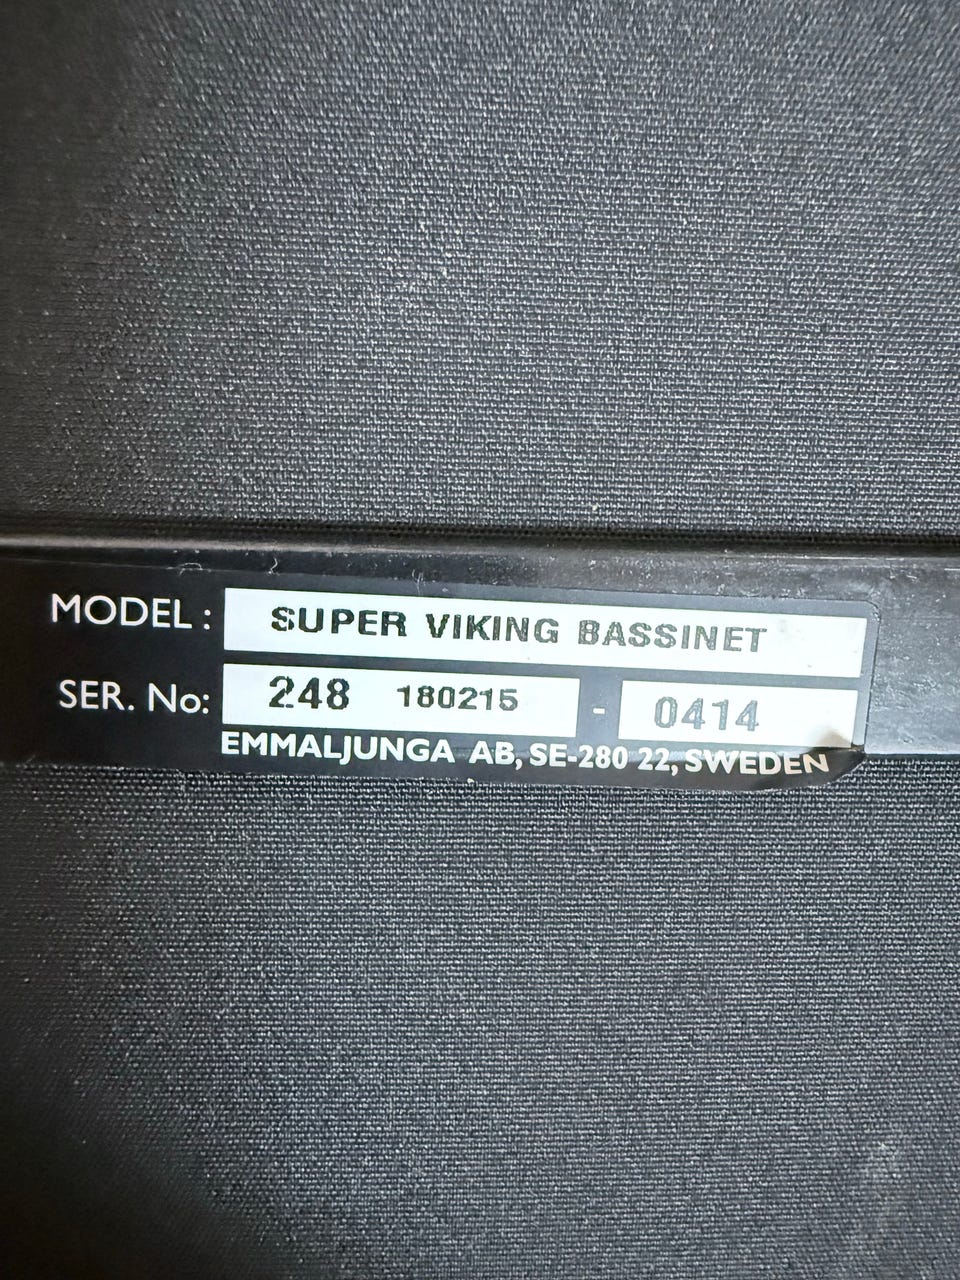 MODEL : SUPER VIKING BASSINET
SER. No: 248 180215 - 0414
EMMALJUNGA AB, SE-280 22, SWEDEN